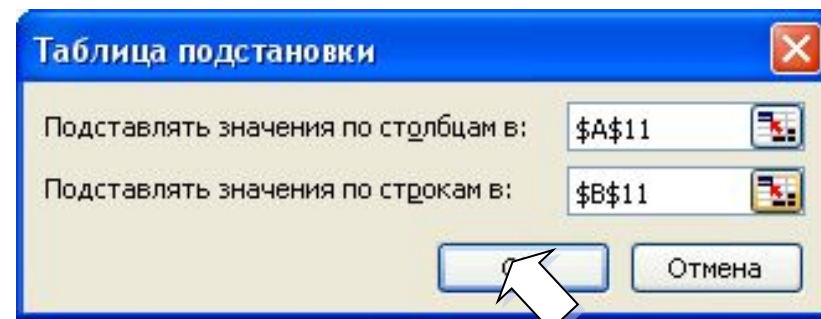 Таблица подстановки
Подставлять значения по столбцам в: $A$11
Подставлять значения по строкам в: $B$11
Отмена